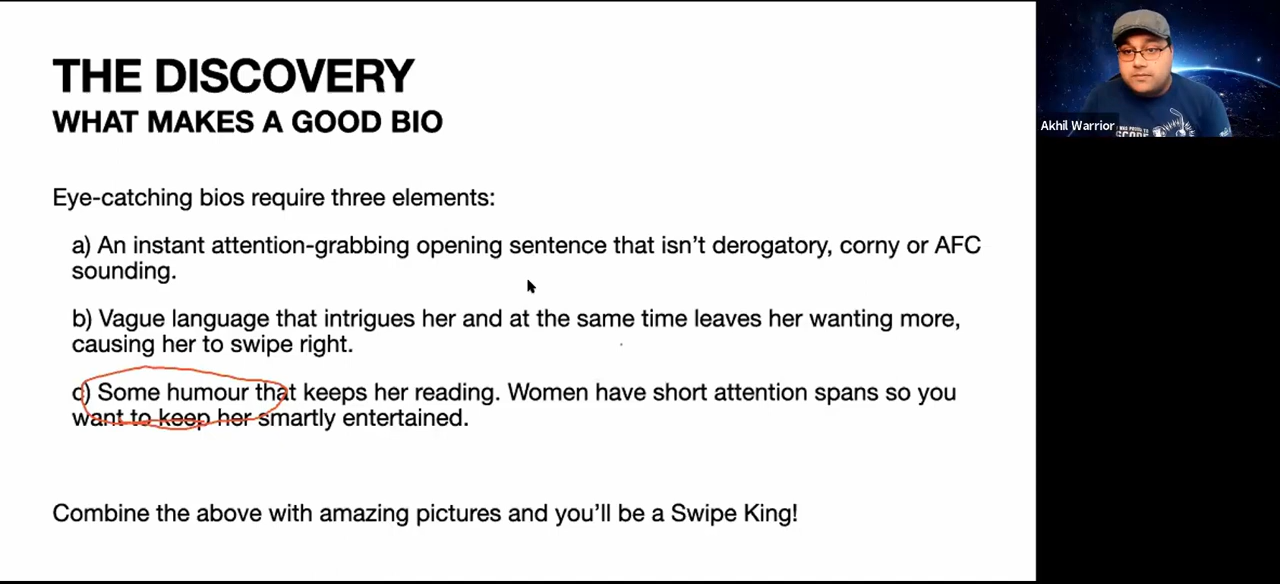 THE DISCOVERY
WHAT MAKES A GOOD BIO
Eye-catching bios require three elements:
a) An instant attention-grabbing opening sentence that isn't derogatory, corny or AFC
sounding.
b) Vague language that intrigues her and at the same time leaves her wanting more,
causing her to swipe right.
c) Some humour that keeps her reading. Women have short attention spans so you
want to keep her smartly entertained.
Combine the above with amazing pictures and you'll be a Swipe King!
Akhil Warrior